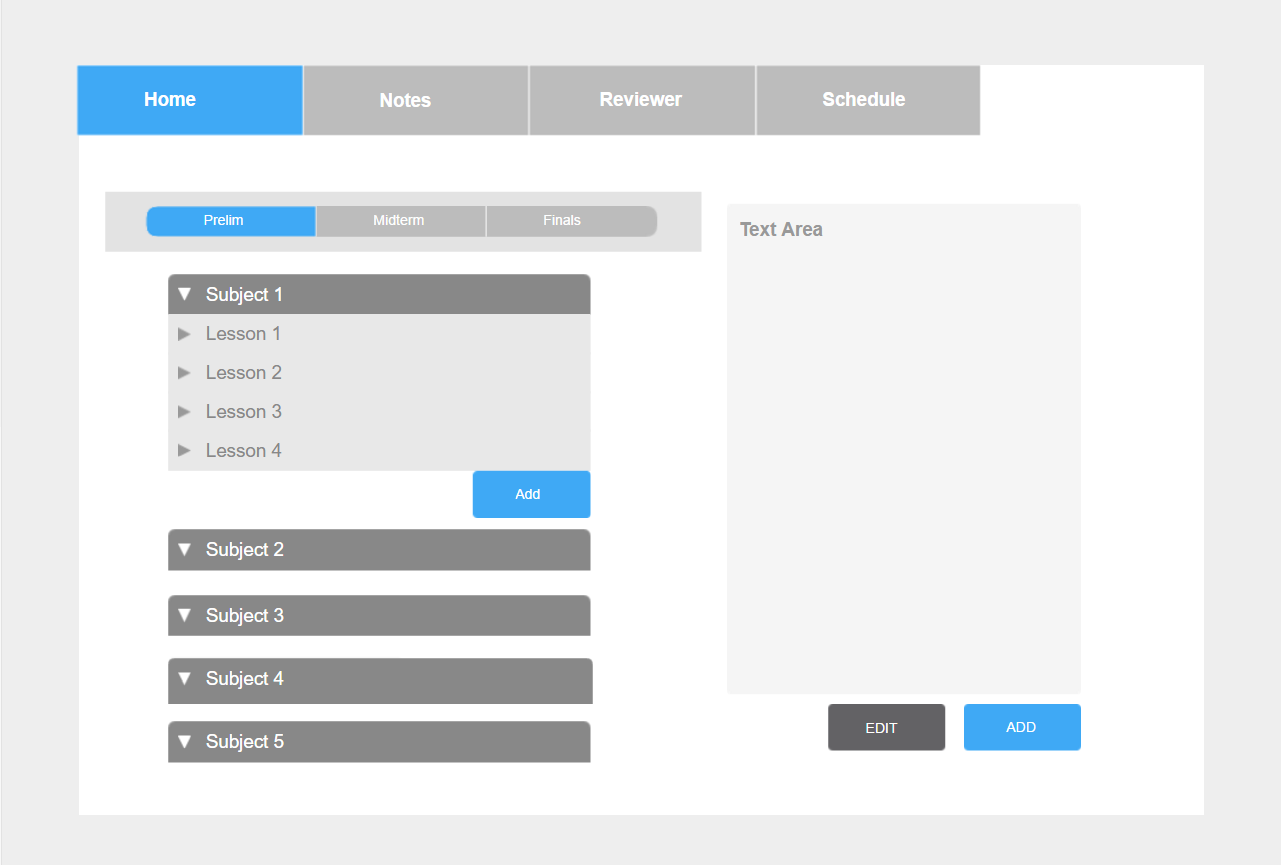 Home Notes Reviewer Schedule
Prelim Midterm Finals
Subject 1
Lesson 1
Lesson 2
Lesson 3
Lesson 4
Add
Subject 2
Subject 3
Subject 4
Subject 5
Text Area
EDIT ADD